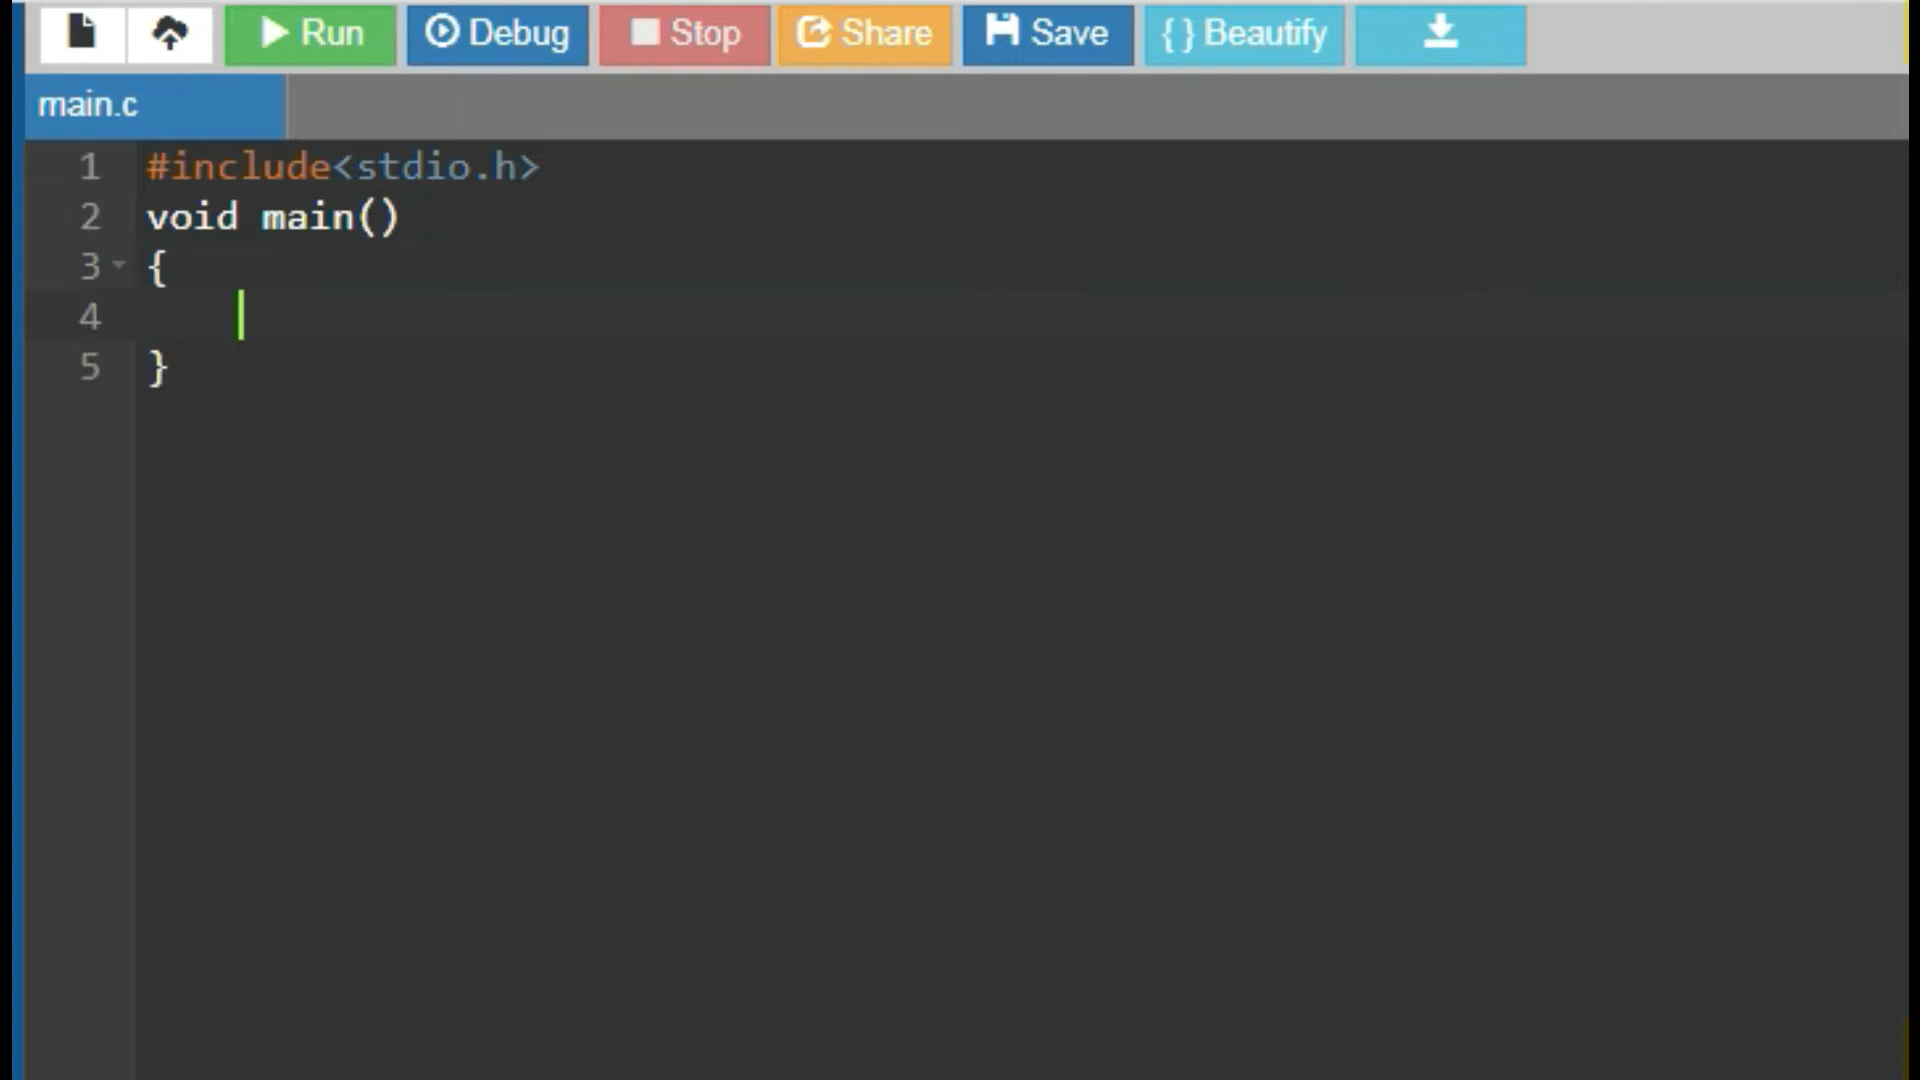 Run Debug Stop Share Save { } Beautify
main.c
1 #include<stdio.h>
2 void main()
3 {
4
5 }